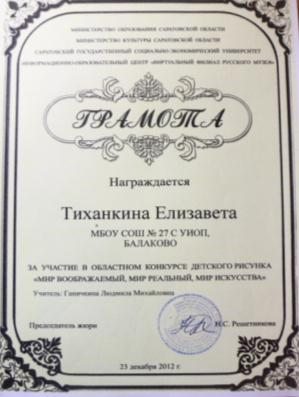 МИНИСТЕРСТВО ОБРАЗОВАНИЯ САРАТОВСКОЙ ОБЛАСТИ
МИНИСТЕРСТВО КУЛЬТУРЫ САРАТОВСКОЙ ОБЛАСТИ
САРАТОВСКИЙ ГОСУДАРСТВЕННЫЙ СОЦИАЛЬНО-ЭКОНОМИЧЕСКИЙ УНИВЕРСИТЕТ
ИНФОРМАЦИОННО-ОБРАЗОВАТЕЛЬНЫЙ ЦЕНТР «ВИРТУАЛЬНЫЙ ФИЛИАЛ РУССКОГО МУЗЕЯ»
ГРАМОТА
Награждается
Тиханкина Елизавета
МБОУ СОШ № 27 С УИОП,
БАЛАКОВО
ЗА УЧАСТИЕ В ОБЛАСТНОМ КОНКУРСЕ ДЕТСКОГО РИСУНКА
«МИР ВООБРАЖАЕМЫЙ, МИР РЕАЛЬНЫЙ, МИР ИСКУССТВА»
Учитель: Ганичкина Людмила Михайловна
Председатель жюри Н.С. Решетникова
23 декабря 2012 г.